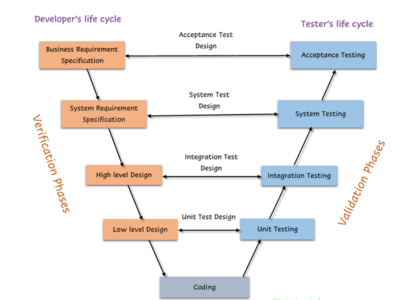 Developer's life cycle
Tester's life cycle
Acceptance Test
Design
Business Requirement
Specification
Acceptance Testing
System Test
Design
System Requirement
Specification
System Testing
Verification Phases
Validation Phases
Integration Test
Design
High level Design
Integration Testing
Unit Test Design
Low level Design
Unit Testing
Coding